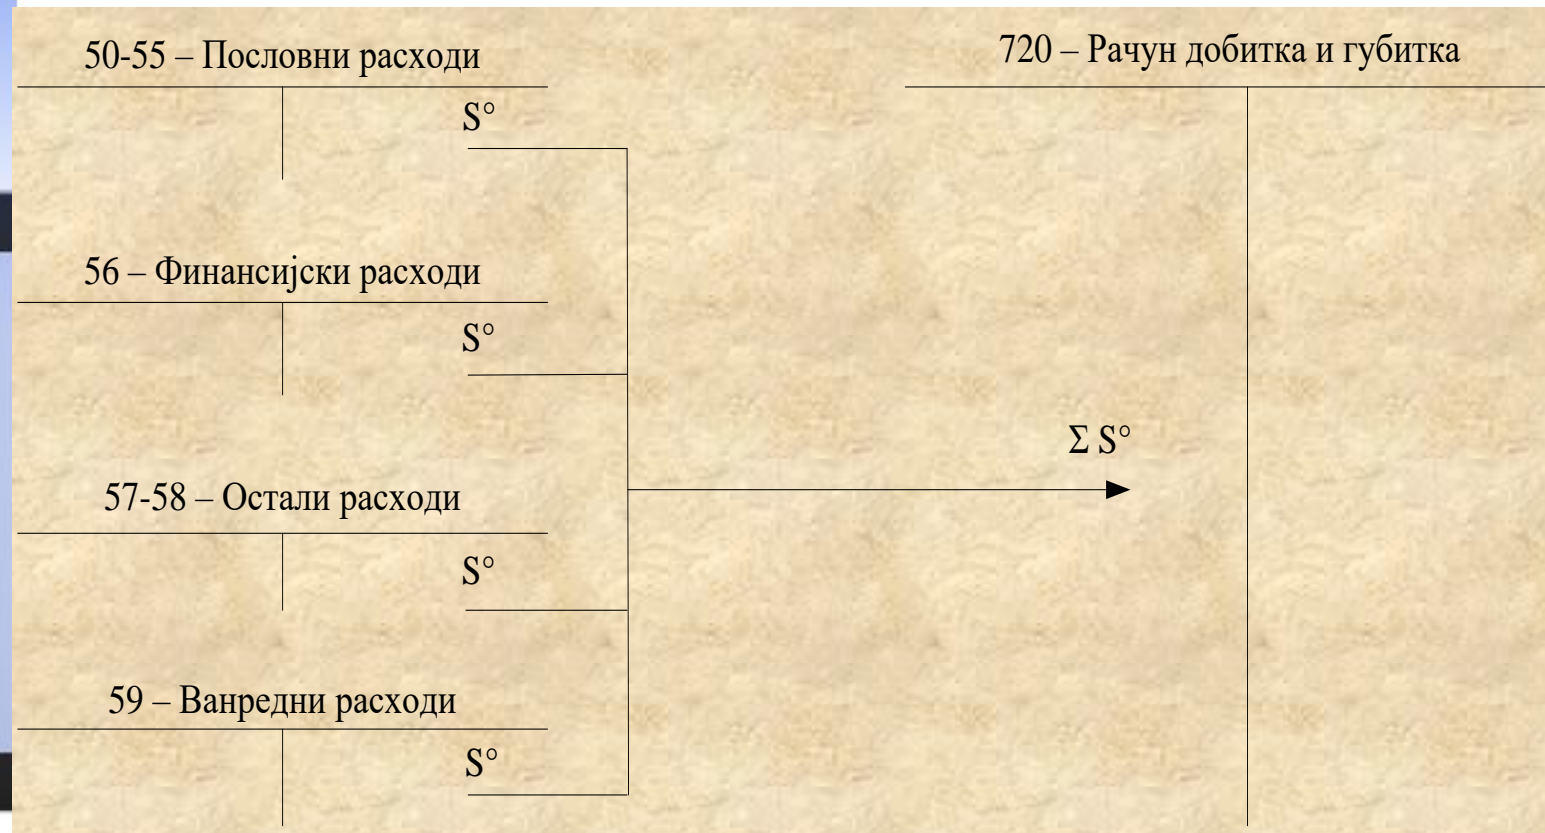 50-55 – Пословни расходи
S°
56 – Финансијски расходи
S°
57-58 – Остали расходи
S°
59 – Ванредни расходи
S°
720 – Рачун добитка и губитка
Σ S°